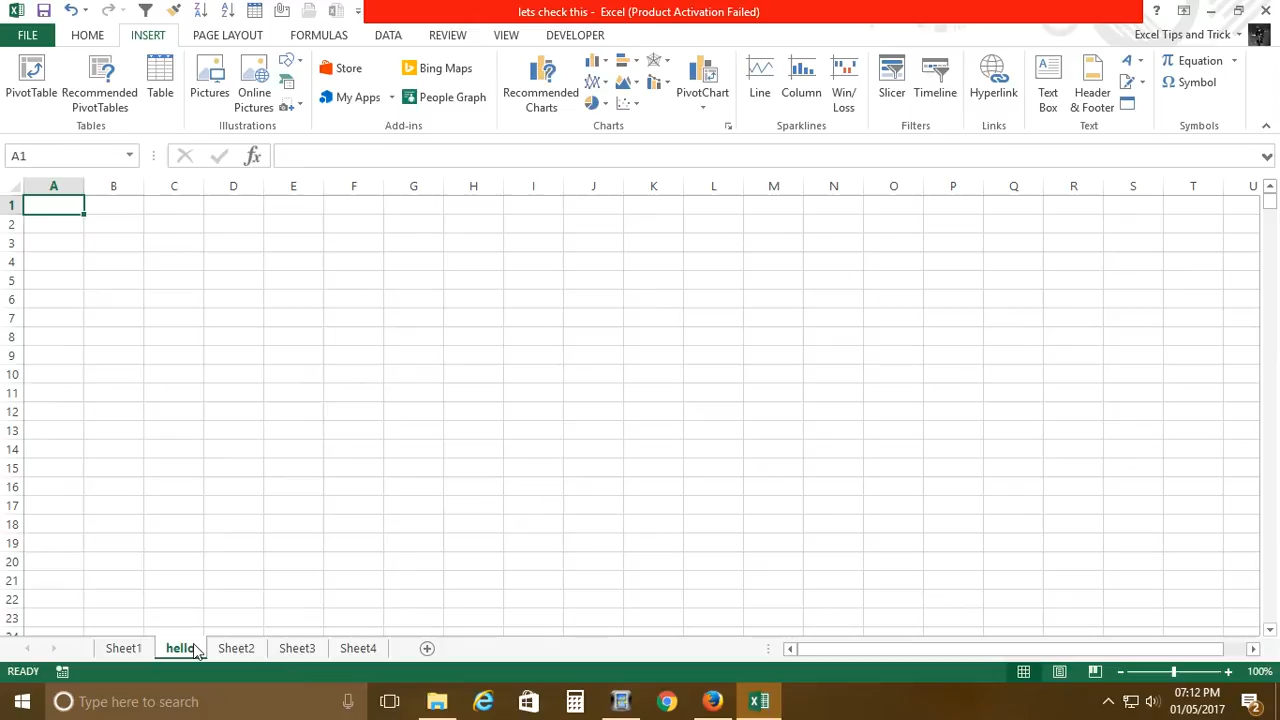 lets check this - Excel (Product Activation Failed)
FILE HOME INSERT PAGE LAYOUT FORMULAS DATA REVIEW VIEW DEVELOPER Excel Tips and Trick
PivotTable Recommended PivotTables Table
Tables
Pictures Online Pictures
Illustrations
Store
My Apps
Bing Maps
People Graph
Add-ins
Recommended Charts
PivotChart
Charts
Line Column Win/Loss
Sparklines
Slicer Timeline
Filters
Hyperlink
Links
Text Box Header & Footer
Text
Equation
Symbol
Symbols
A1
fx
A B C D E F G H I J K L M N O P Q R S T U
1
2
3
4
5
6
7
8
9
10
11
12
13
14
15
16
17
18
19
20
21
22
23
24
Sheet1 hello Sheet2 Sheet3 Sheet4
READY 100%
Type here to search
07:12 PM
01/05/2017
2